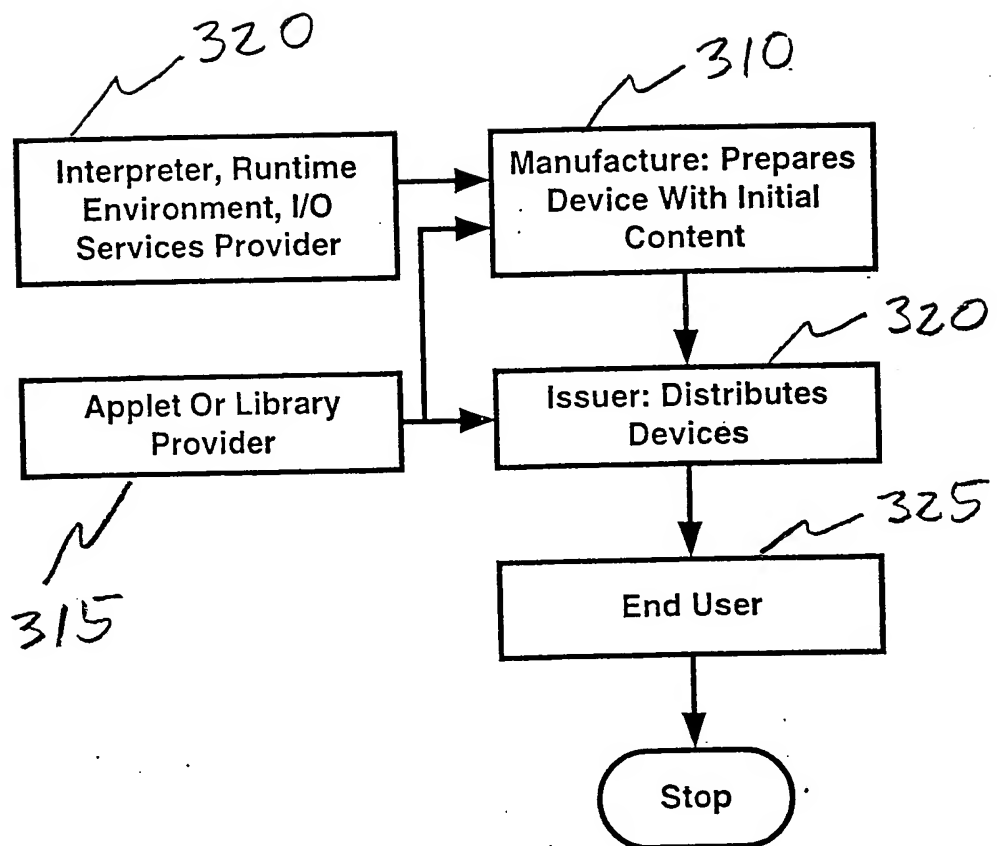 320
310
Interpreter, Runtime
Environment, I/O
Services Provider
Manufacture: Prepares
Device With Initial
Content
320
Applet Or Library
Provider
Issuer: Distributes
Devices
315
325
End User
Stop